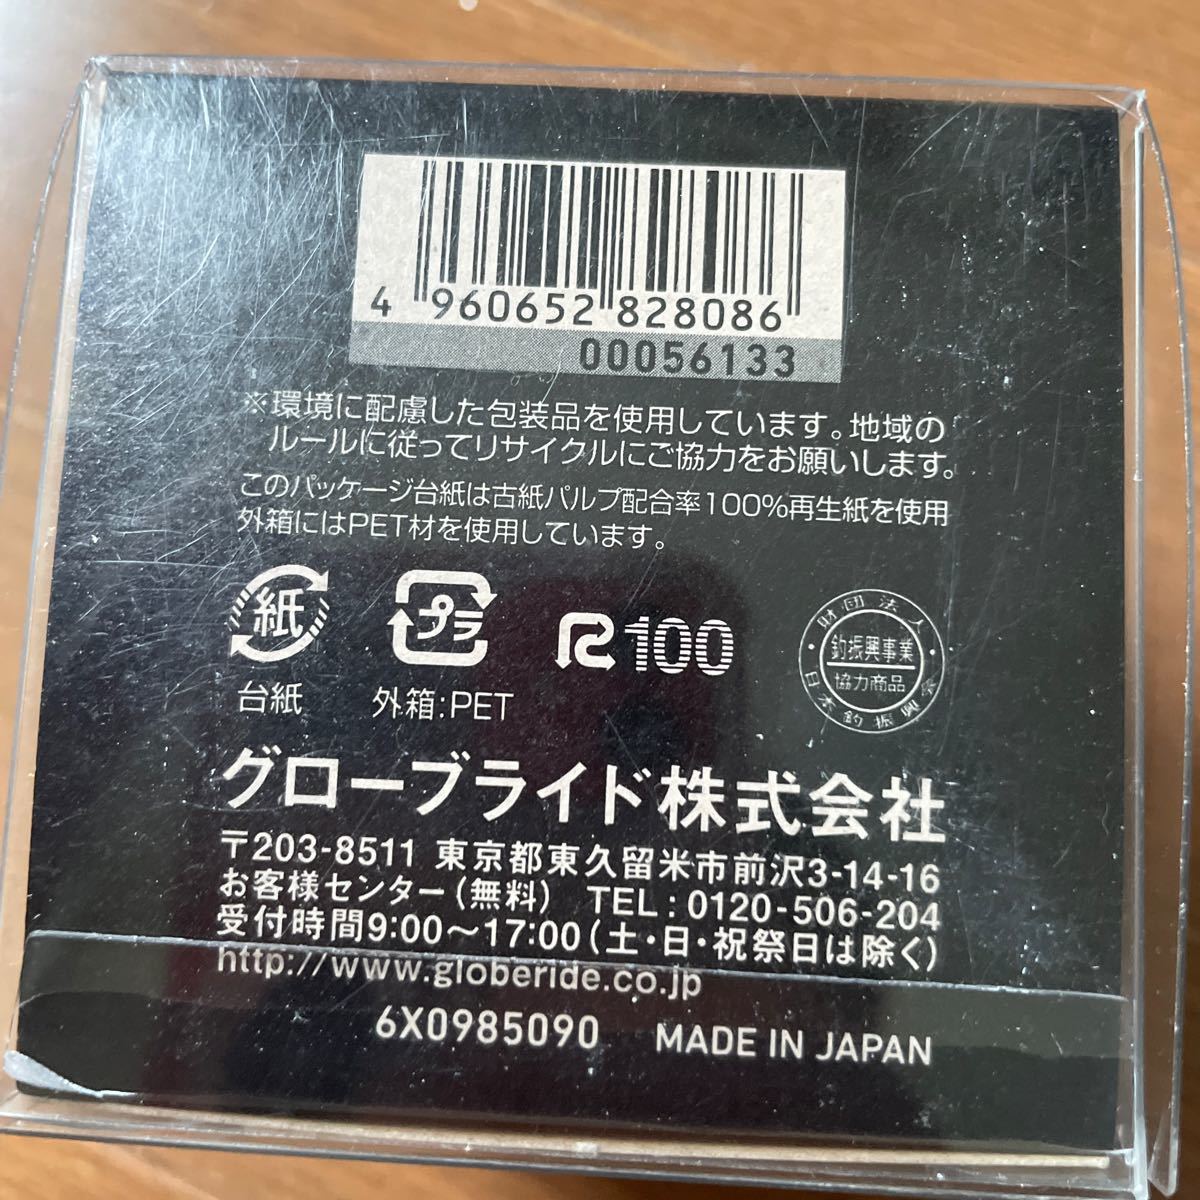 4 960652 828086
00056133
※環境に配慮した包装品を使用しています。地域の
ルールに従ってリサイクルにご協力をお願いします。
このパッケージ台紙は古紙パルプ配合率100%再生紙を使用
外箱にはPET材を使用しています。
紙
プラ
R100
財団法人
釣振興事業
協力商品
日本釣振興会
台紙
外箱:PET
グローブライド株式会社
〒203-8511 東京都東久留米市前沢3-14-16
お客様センター(無料) TEL:0120-506-204
受付時間9:00〜17:00(土・日・祝祭日は除く)
http://www.globeride.co.jp
6X0985090 MADE IN JAPAN